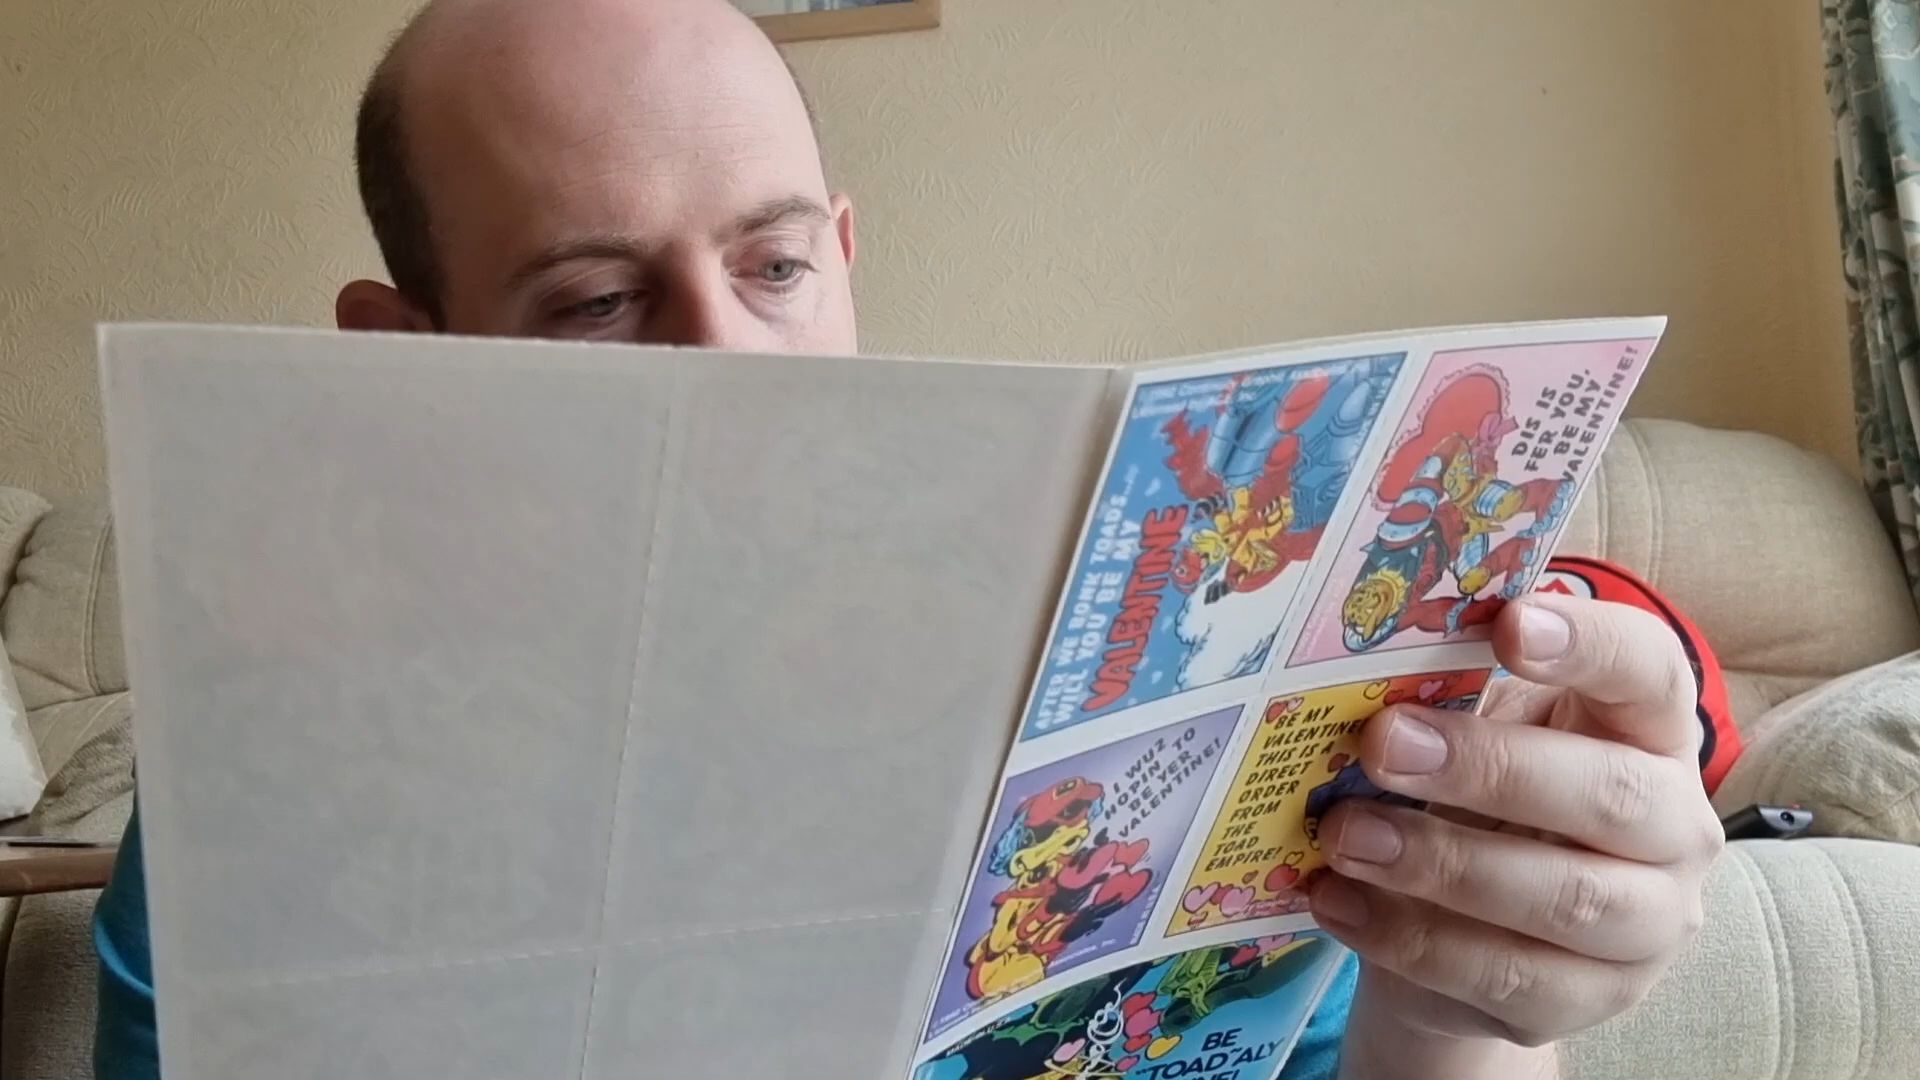 AFTER WE BONK TOADS...
WILL YOU BE MY
VALENTINE
DIS IS
FER YOU.
BE MY
VALENTINE!
I WUZ
HOPIN' TO
BE YER
VALENTINE!
BE MY
VALENTINE!
THIS IS A
DIRECT
ORDER
FROM
THE
TOAD
EMPIRE!
BE
"TOAD"ALY